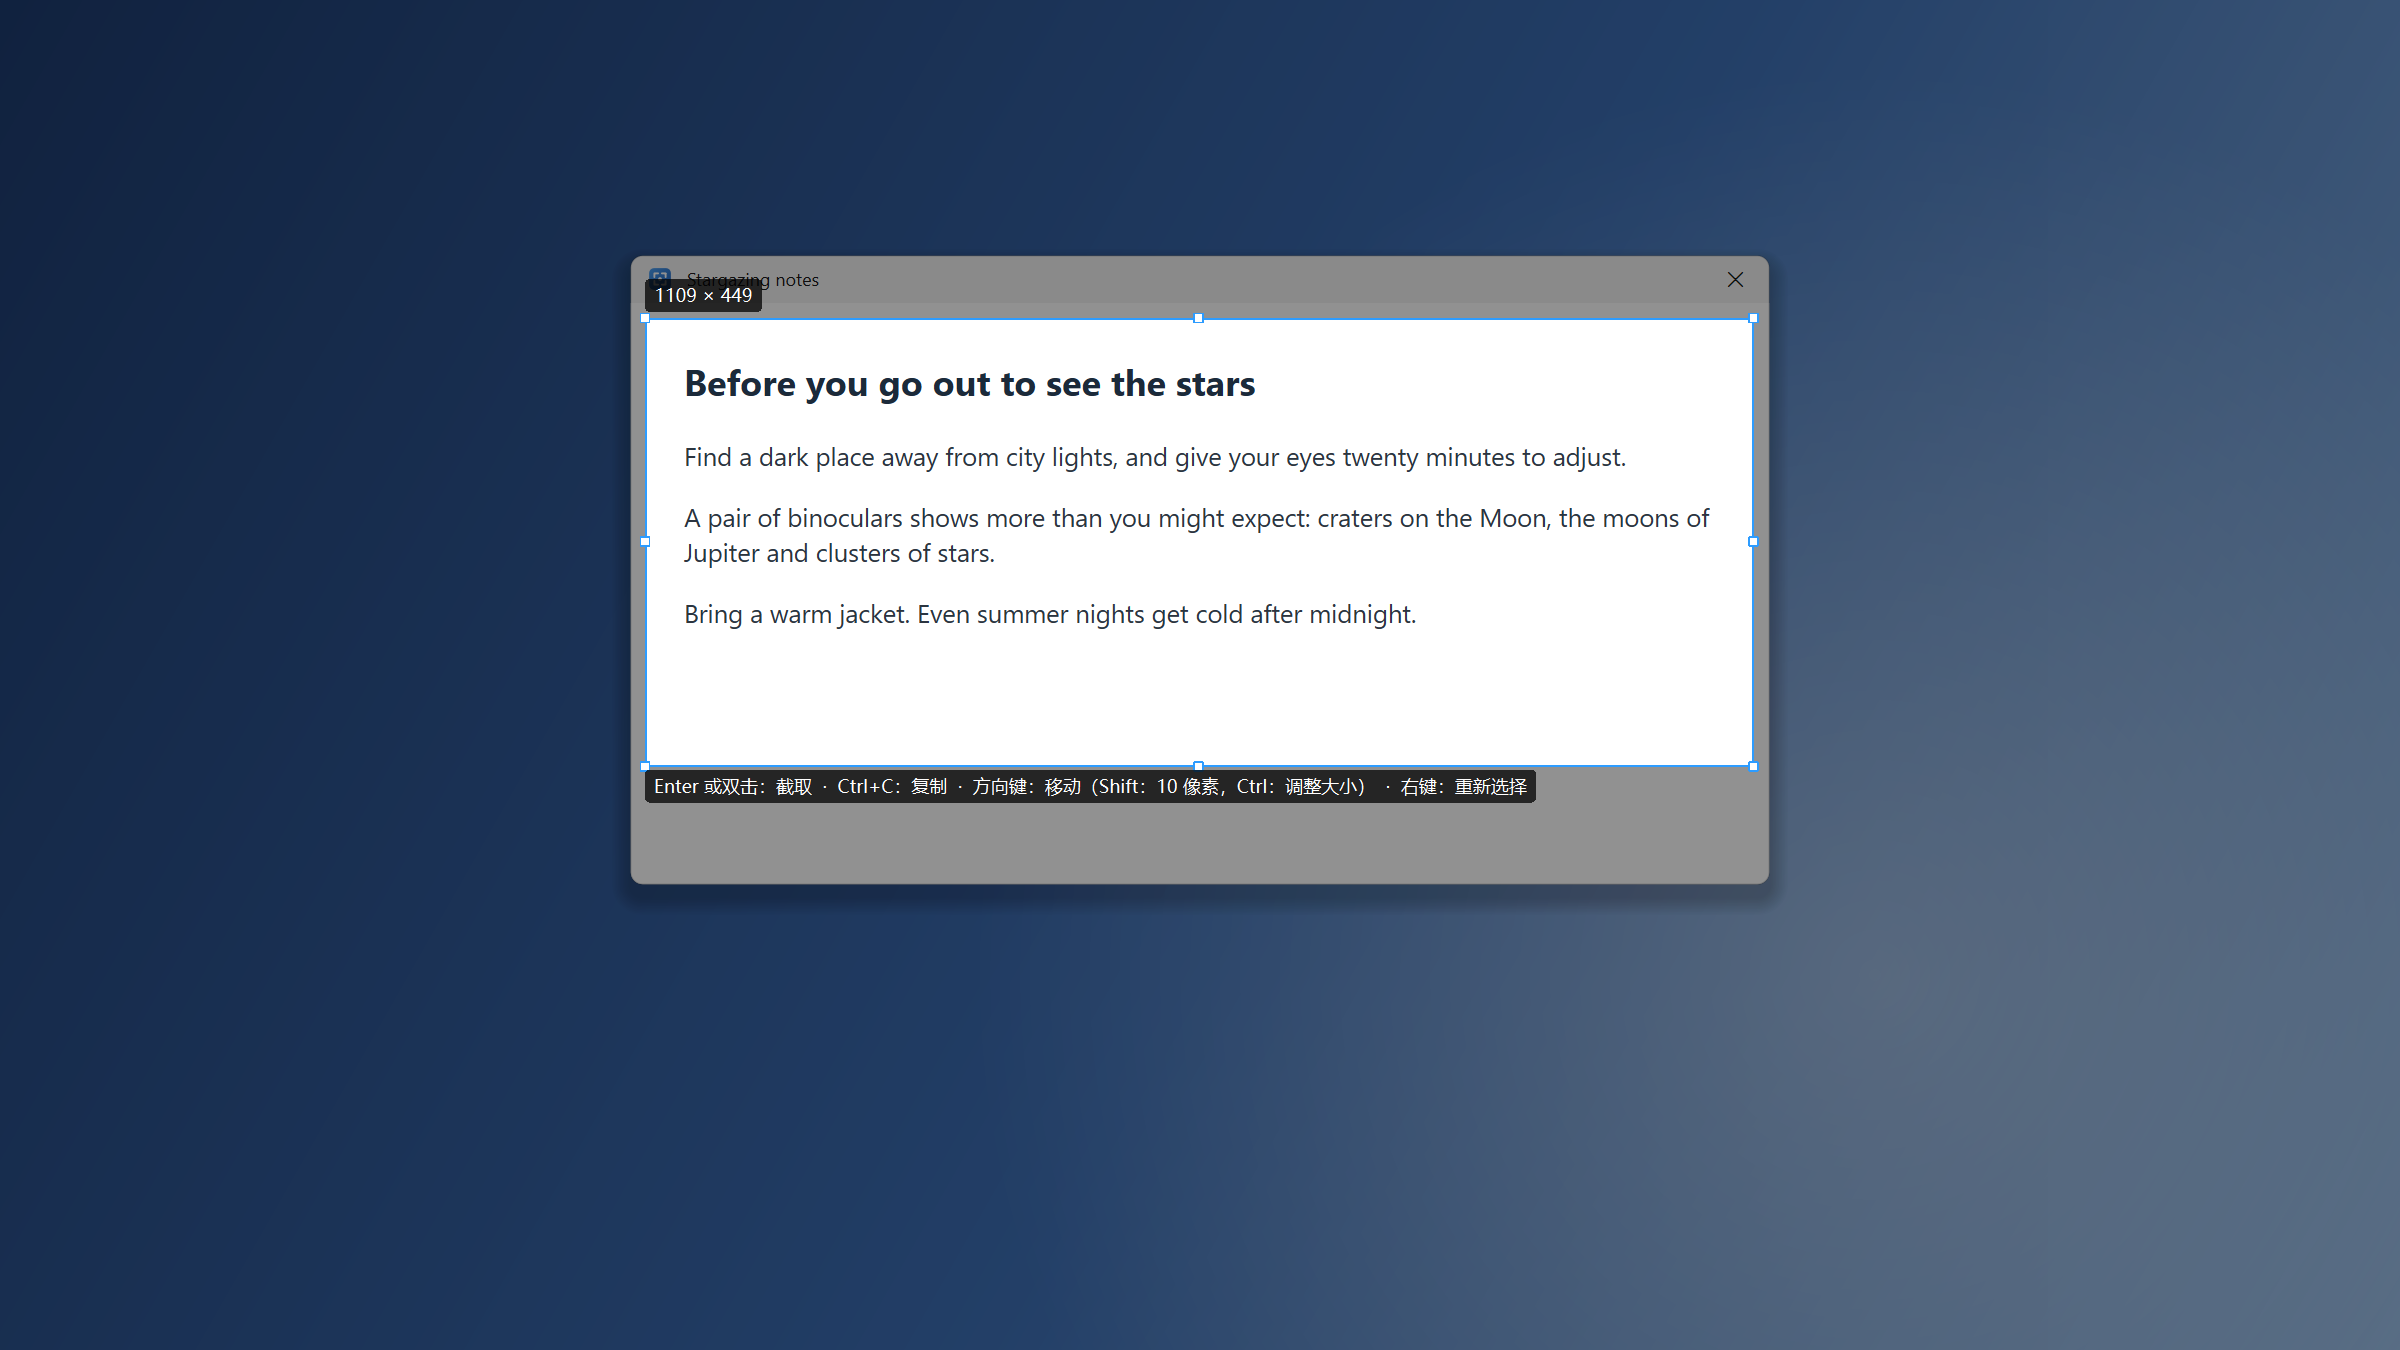 Stargazing notes
1109 × 449
Before you go out to see the stars
Find a dark place away from city lights, and give your eyes twenty minutes to adjust.
A pair of binoculars shows more than you might expect: craters on the Moon, the moons of
Jupiter and clusters of stars.
Bring a warm jacket. Even summer nights get cold after midnight.
Enter 或双击：截取 · Ctrl+C：复制 · 方向键：移动（Shift：10 像素，Ctrl：调整大小） · 右键：重新选择